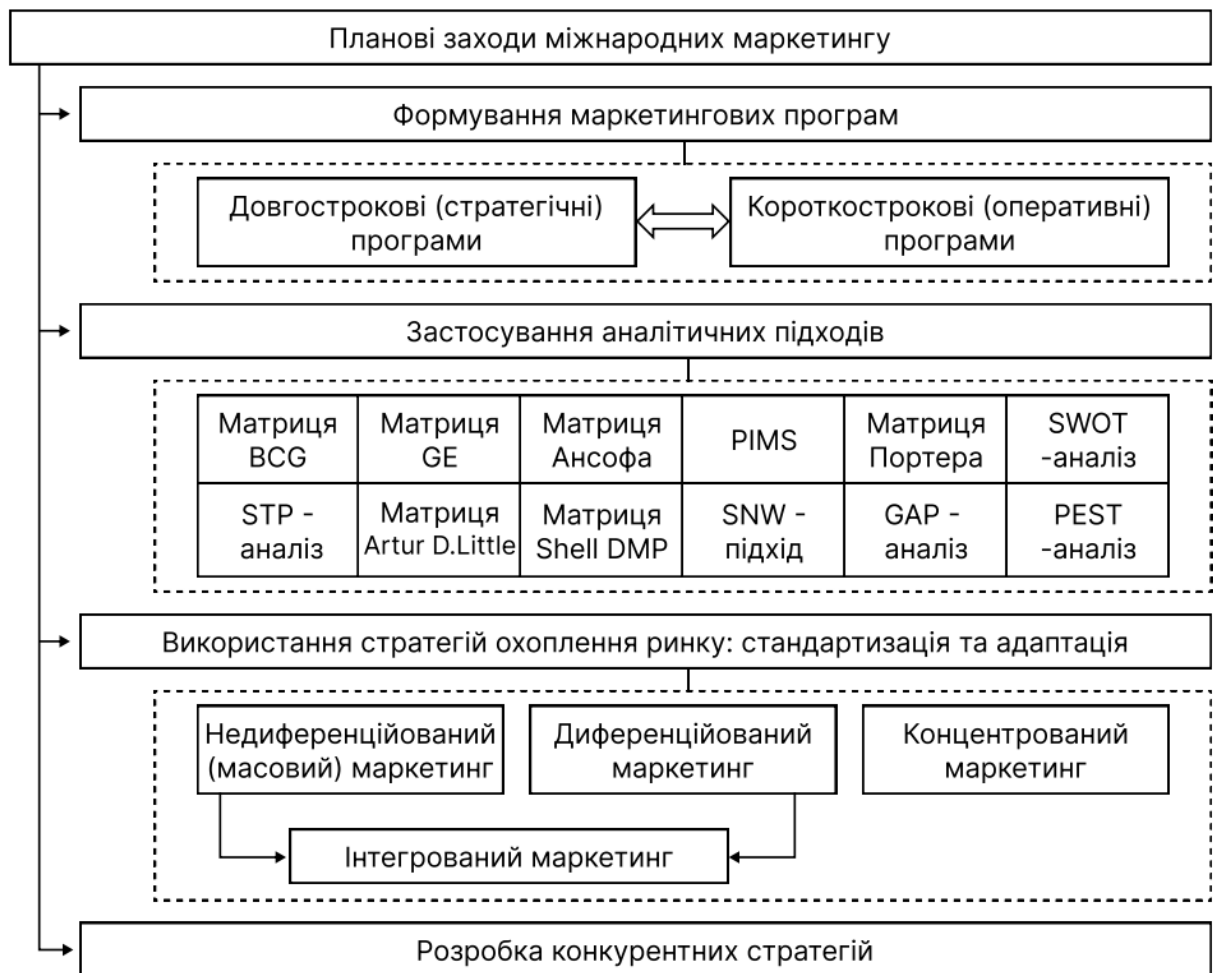 Планові заходи міжнародних маркетингу
Формування маркетингових програм
Довгострокові (стратегічні)
програми
Короткострокові (оперативні)
програми
Застосування аналітичних підходів
Матриця
BCG
Матриця
GE
Матриця
Ансофа
PIMS
Матриця
Портера
SWOT
-аналіз
STP -
аналіз
Матриця
Artur D.Little
Матриця
Shell DMP
SNW -
підхід
GAP -
аналіз
PEST
-аналіз
Використання стратегій охоплення ринку: стандартизація та адаптація
Недиференційований
(масовий) маркетинг
Диференційований
маркетинг
Концентрований
маркетинг
Інтегрований маркетинг
Розробка конкурентних стратегій